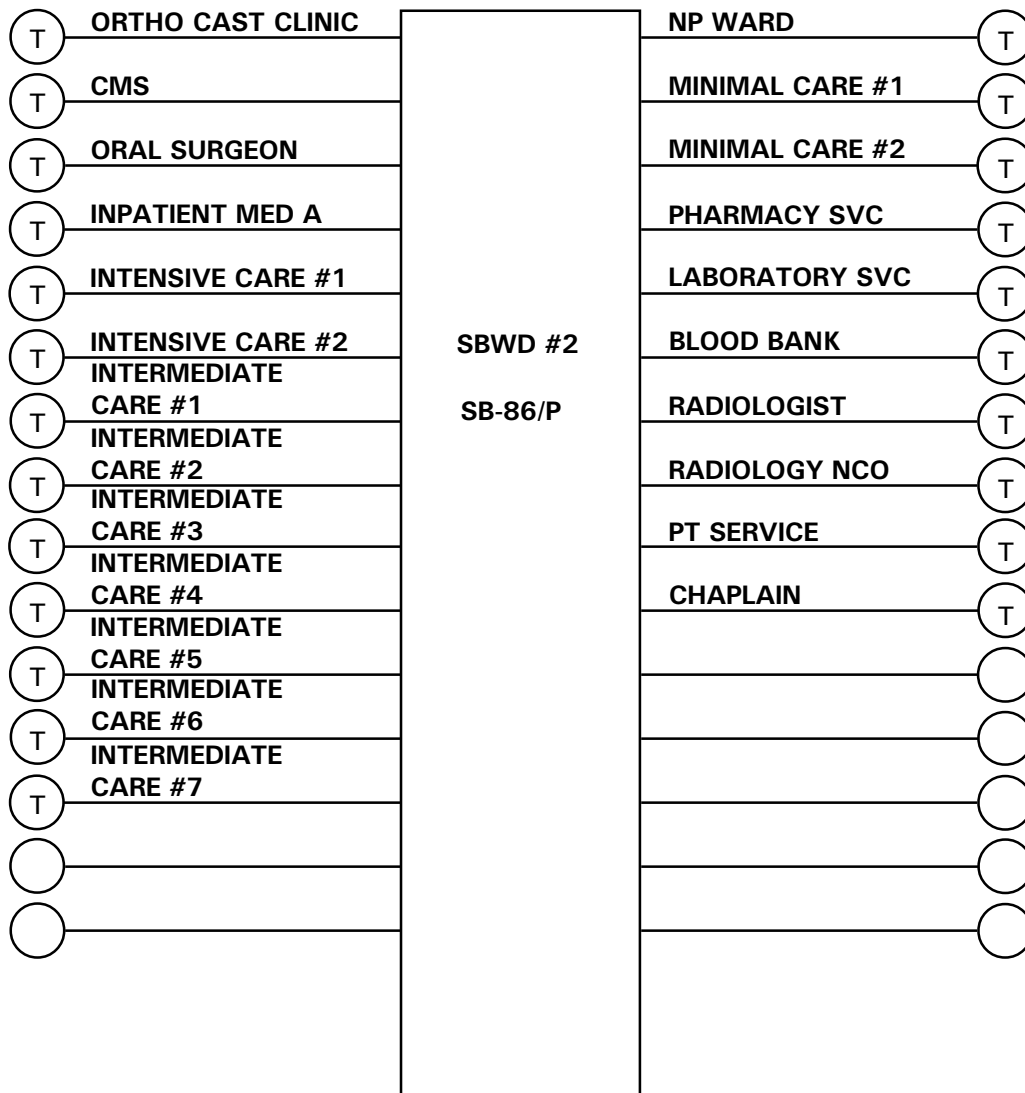 T
ORTHO CAST CLINIC
T
CMS
T
ORAL SURGEON
T
INPATIENT MED A
T
INTENSIVE CARE #1
T
INTENSIVE CARE #2
T
INTERMEDIATE
CARE #1
T
INTERMEDIATE
CARE #2
T
INTERMEDIATE
CARE #3
T
INTERMEDIATE
CARE #4
T
INTERMEDIATE
CARE #5
T
INTERMEDIATE
CARE #6
T
INTERMEDIATE
CARE #7
SBWD #2
SB-86/P
NP WARD
T
MINIMAL CARE #1
T
MINIMAL CARE #2
T
PHARMACY SVC
T
LABORATORY SVC
T
BLOOD BANK
T
RADIOLOGIST
T
RADIOLOGY NCO
T
PT SERVICE
T
CHAPLAIN
T